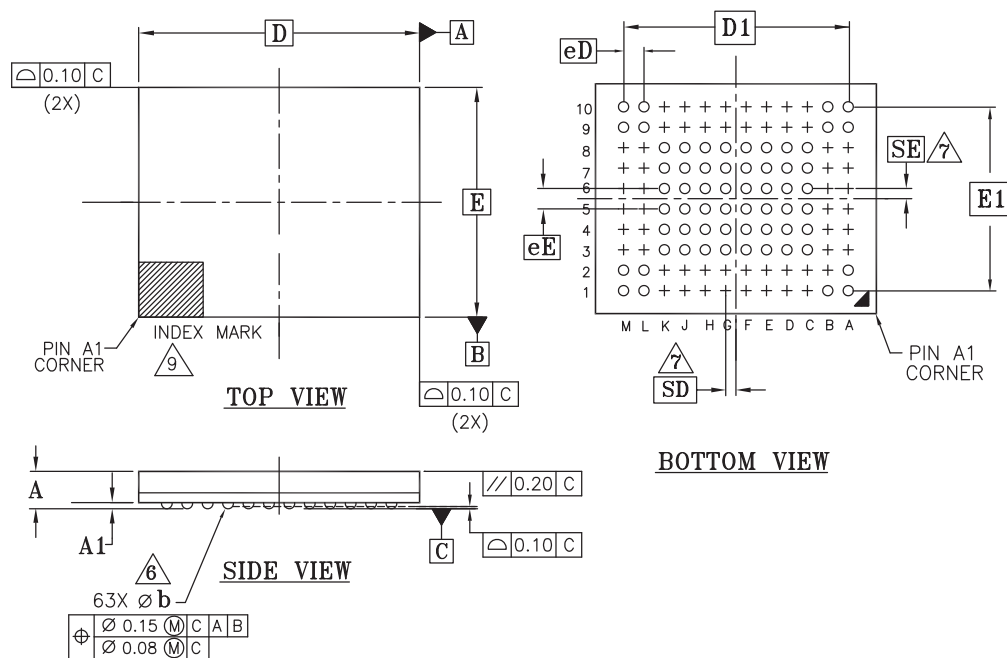 D
A
⌓ 0.10 C
(2X)
E
INDEX MARK
PIN A1
CORNER
9
B
TOP VIEW
⌓ 0.10 C
(2X)
D1
eD
10
9
8
7
6
5
4
3
2
1
SE 7
E1
eE
M L K J H G F E D C B A
7
SD
PIN A1
CORNER
BOTTOM VIEW
A
A1
// 0.20 C
C
⌓ 0.10 C
6
SIDE VIEW
63X ⌀ b
⌖ ⌀ 0.15 Ⓜ C A B
⌀ 0.08 Ⓜ C